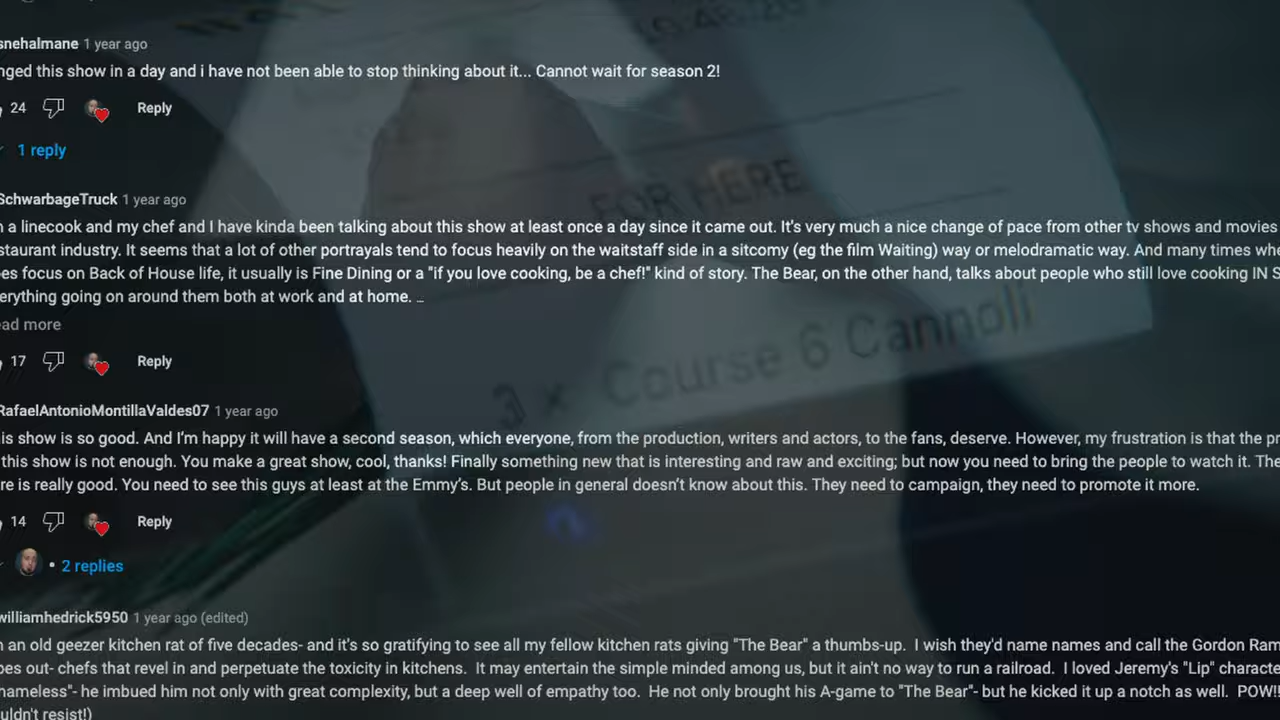 snehalmane 1 year ago
nged this show in a day and i have not been able to stop thinking about it... Cannot wait for season 2!
24 Reply
1 reply
SchwarbageTruck 1 year ago
a linecook and my chef and I have kinda been talking about this show at least once a day since it came out. It's very much a nice change of pace from other tv shows and movies
staurant industry. It seems that a lot of other portrayals tend to focus heavily on the waitstaff side in a sitcomy (eg the film Waiting) way or melodramatic way. And many times whe
es focus on Back of House life, it usually is Fine Dining or a "if you love cooking, be a chef!" kind of story. The Bear, on the other hand, talks about people who still love cooking IN S
erything going on around them both at work and at home. ...
ead more
17 Reply
RafaelAntonioMontillaValdes07 1 year ago
is show is so good. And I'm happy it will have a second season, which everyone, from the production, writers and actors, to the fans, deserve. However, my frustration is that the pr
this show is not enough. You make a great show, cool, thanks! Finally something new that is interesting and raw and exciting; but now you need to bring the people to watch it. The
re is really good. You need to see this guys at least at the Emmy's. But people in general doesn't know about this. They need to campaign, they need to promote it more.
14 Reply
• 2 replies
williamhedrick5950 1 year ago (edited)
an old geezer kitchen rat of five decades- and it's so gratifying to see all my fellow kitchen rats giving "The Bear" a thumbs-up. I wish they'd name names and call the Gordon Ram
es out- chefs that revel in and perpetuate the toxicity in kitchens. It may entertain the simple minded among us, but it ain't no way to run a railroad. I loved Jeremy's "Lip" characte
nameless"- he imbued him not only with great complexity, but a deep well of empathy too. He not only brought his A-game to "The Bear"- but he kicked it up a notch as well. POW!!
uldn't resist!)
FOR HERE
3 x Course 6 Cannoli